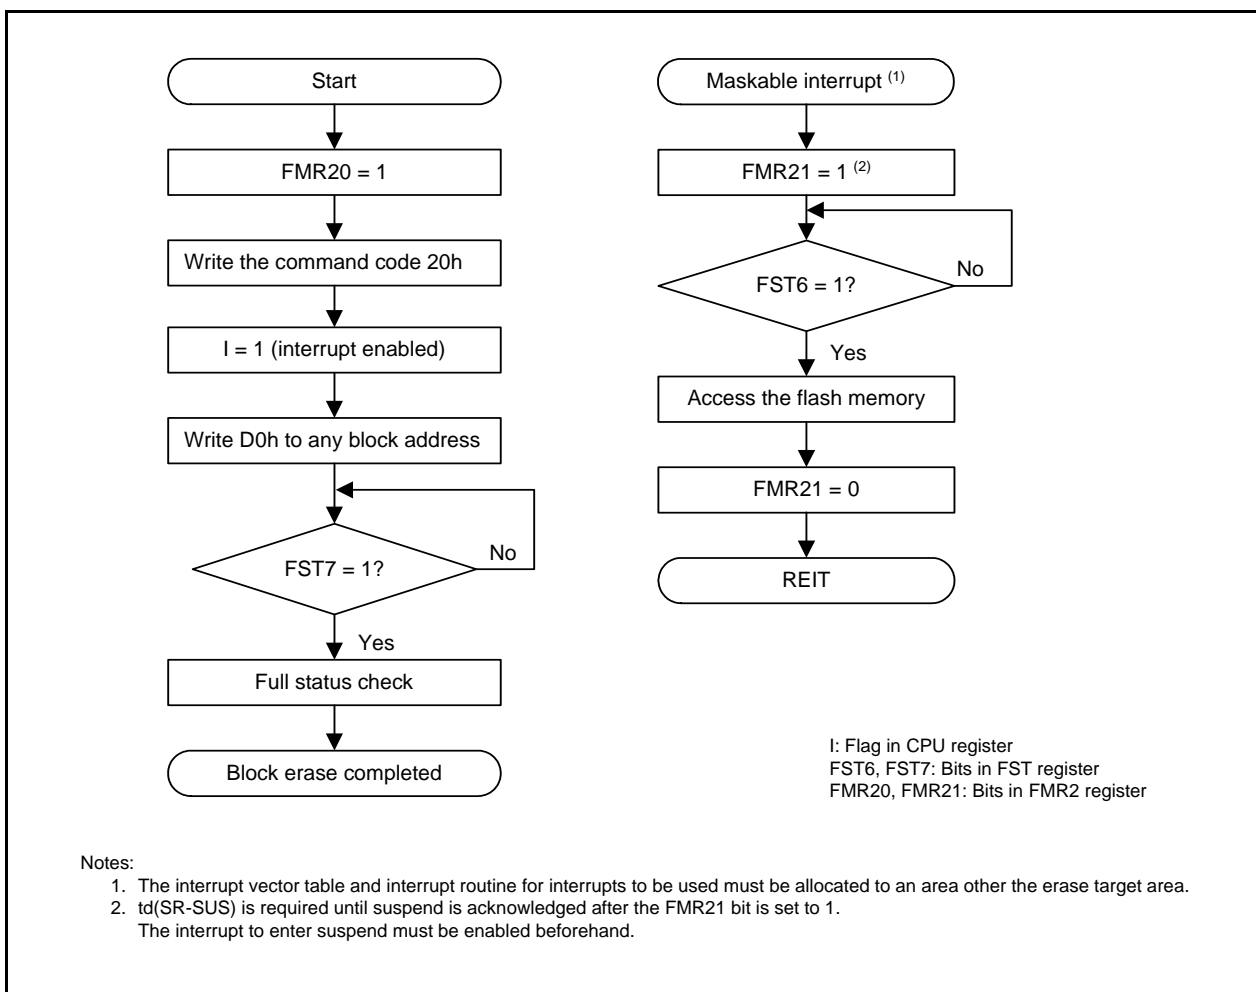 Start
FMR20 = 1
Write the command code 20h
I = 1 (interrupt enabled)
Write D0h to any block address
FST7 = 1?
No
Yes
Full status check
Block erase completed
Maskable interrupt (1)
FMR21 = 1 (2)
FST6 = 1?
No
Yes
Access the flash memory
FMR21 = 0
REIT
I: Flag in CPU register
FST6, FST7: Bits in FST register
FMR20, FMR21: Bits in FMR2 register
Notes:
1. The interrupt vector table and interrupt routine for interrupts to be used must be allocated to an area other the erase target area.
2. td(SR-SUS) is required until suspend is acknowledged after the FMR21 bit is set to 1.
The interrupt to enter suspend must be enabled beforehand.